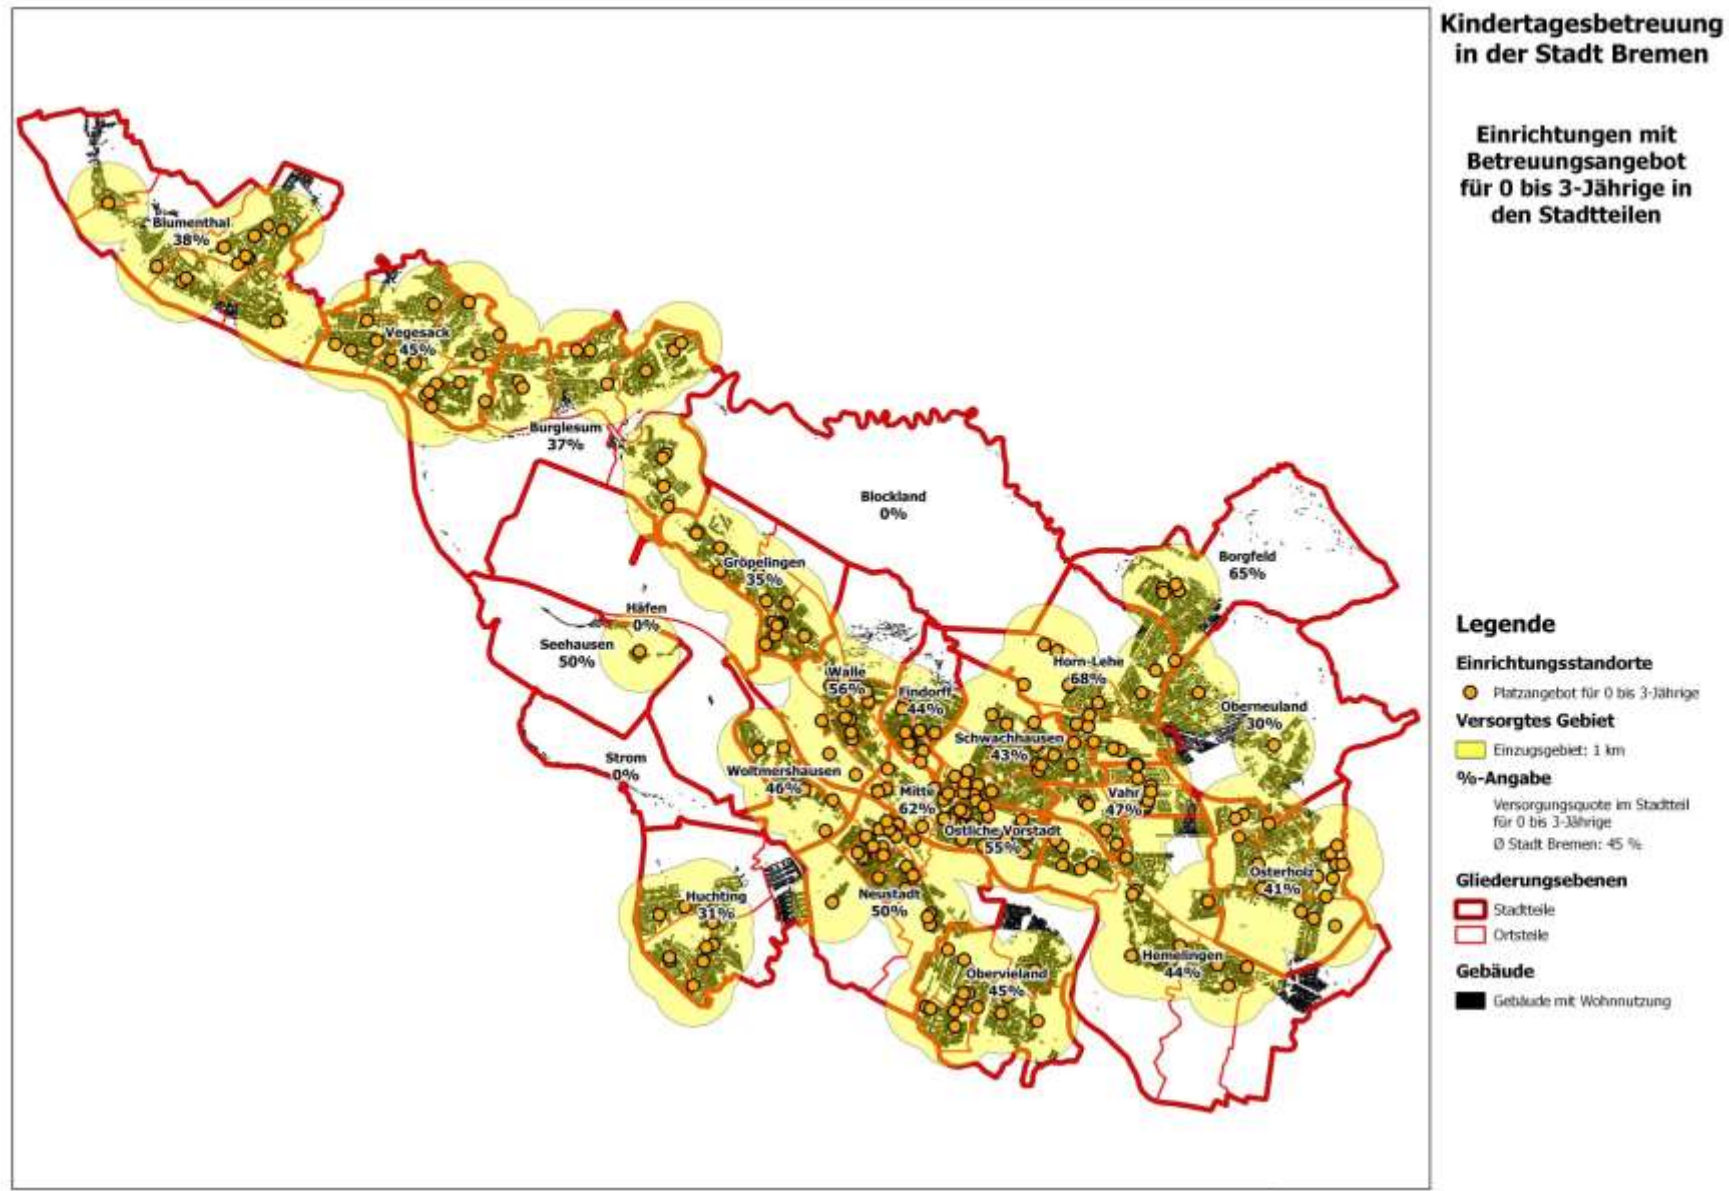 Kindertagesbetreuung
in der Stadt Bremen
Einrichtungen mit
Betreuungsangebot
für 0 bis 3-Jährige in
den Stadtteilen
Blumenthal
38%
Vegesack
45%
Burglesum
37%
Blockland
0%
Borgfeld
65%
Gröpelingen
35%
Häfen
0%
Seehausen
50%
Walle
56%
Findorff
44%
Horn-Lehe
68%
Oberneuland
30%
Schwachhausen
43%
Strom
0%
Woltmershausen
46%
Mitte
62%
Vahr
47%
Östliche Vorstadt
55%
Osterholz
41%
Huchting
31%
Neustadt
50%
Hemelingen
44%
Obervieland
45%
Legende
Einrichtungsstandorte
Platzangebot für 0 bis 3-Jährige
Versorgtes Gebiet
Einzugsgebiet: 1 km
%-Angabe
Versorgungsquote im Stadtteil
für 0 bis 3-Jährige
Ø Stadt Bremen: 45 %
Gliederungsebenen
Stadtteile
Ortsteile
Gebäude
Gebäude mit Wohnnutzung